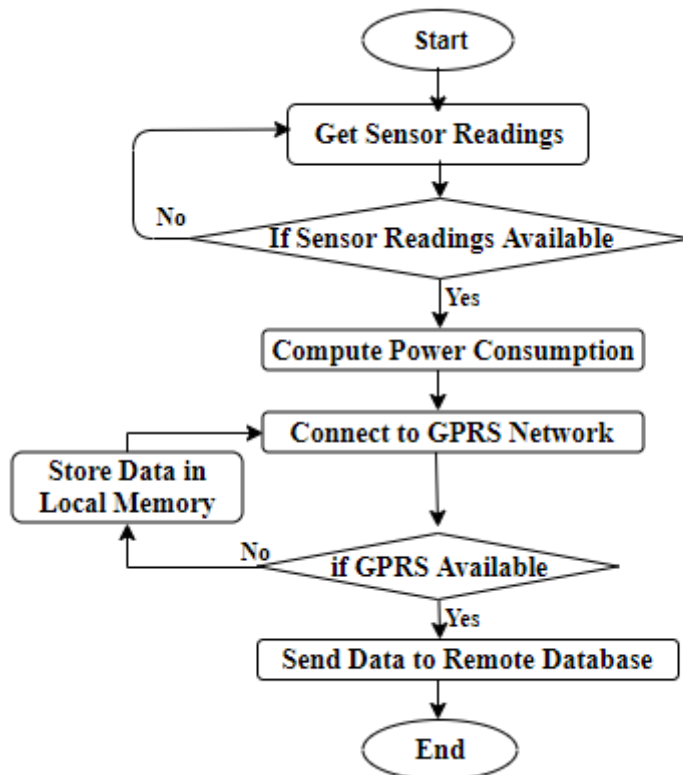 Start
Get Sensor Readings
No
If Sensor Readings Available
Yes
Compute Power Consumption
Connect to GPRS Network
Store Data in
Local Memory
No
if GPRS Available
Yes
Send Data to Remote Database
End